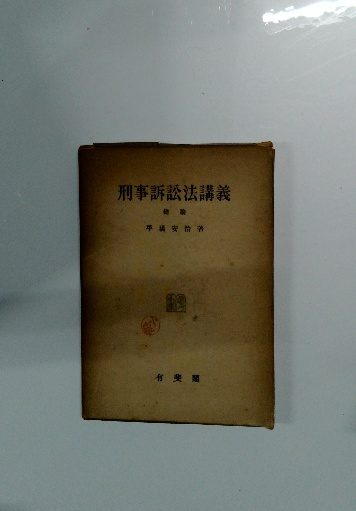 刑事訴訟法講義
總論
平場安治著
有斐閣